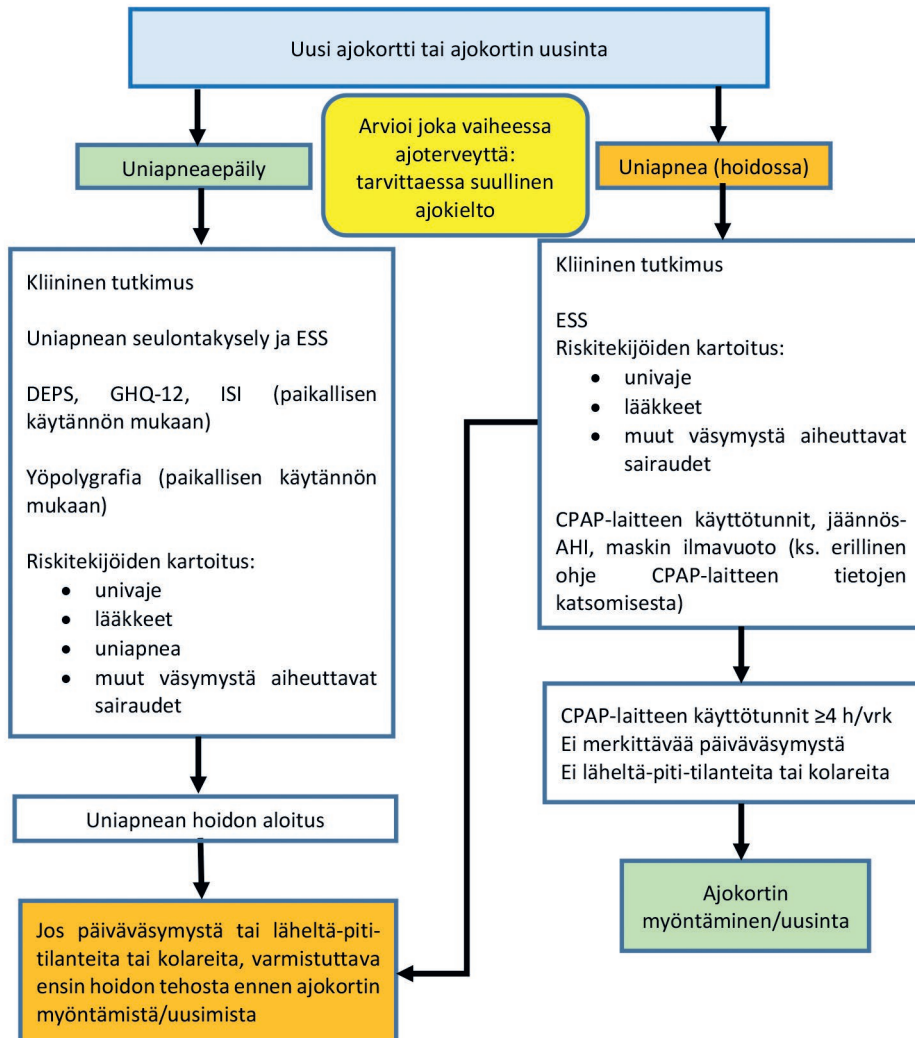 Uusi ajokortti tai ajokortin uusinta
Arvioi joka vaiheessa
ajoterveyttä:
tarvittaessa suullinen
ajokielto
Uniapneaepäily
Kliininen tutkimus
Uniapnean seulontakysely ja ESS
DEPS, GHQ-12, ISI (paikallisen
käytännön mukaan)
Yöpolygrafia (paikallisen käytännön
mukaan)
Riskitekijöiden kartoitus:
• univaje
• lääkkeet
• uniapnea
• muut väsymystä aiheuttavat
sairaudet
Uniapnean hoidon aloitus
Jos päiväväsymystä tai läheltä-piti-
tilanteita tai kolareita, varmistuttava
ensin hoidon tehosta ennen ajokortin
myöntämistä/uusimista
Uniapnea (hoidossa)
Kliininen tutkimus
ESS
Riskitekijöiden kartoitus:
• univaje
• lääkkeet
• muut väsymystä aiheuttavat
sairaudet
CPAP-laitteen käyttötunnit, jäännös-
AHI, maskin ilmavuoto (ks. erillinen
ohje CPAP-laitteen tietojen
katsomisesta)
CPAP-laitteen käyttötunnit ≥4 h/vrk
Ei merkittävää päiväväsymystä
Ei läheltä-piti-tilanteita tai kolareita
Ajokortin
myöntäminen/uusinta